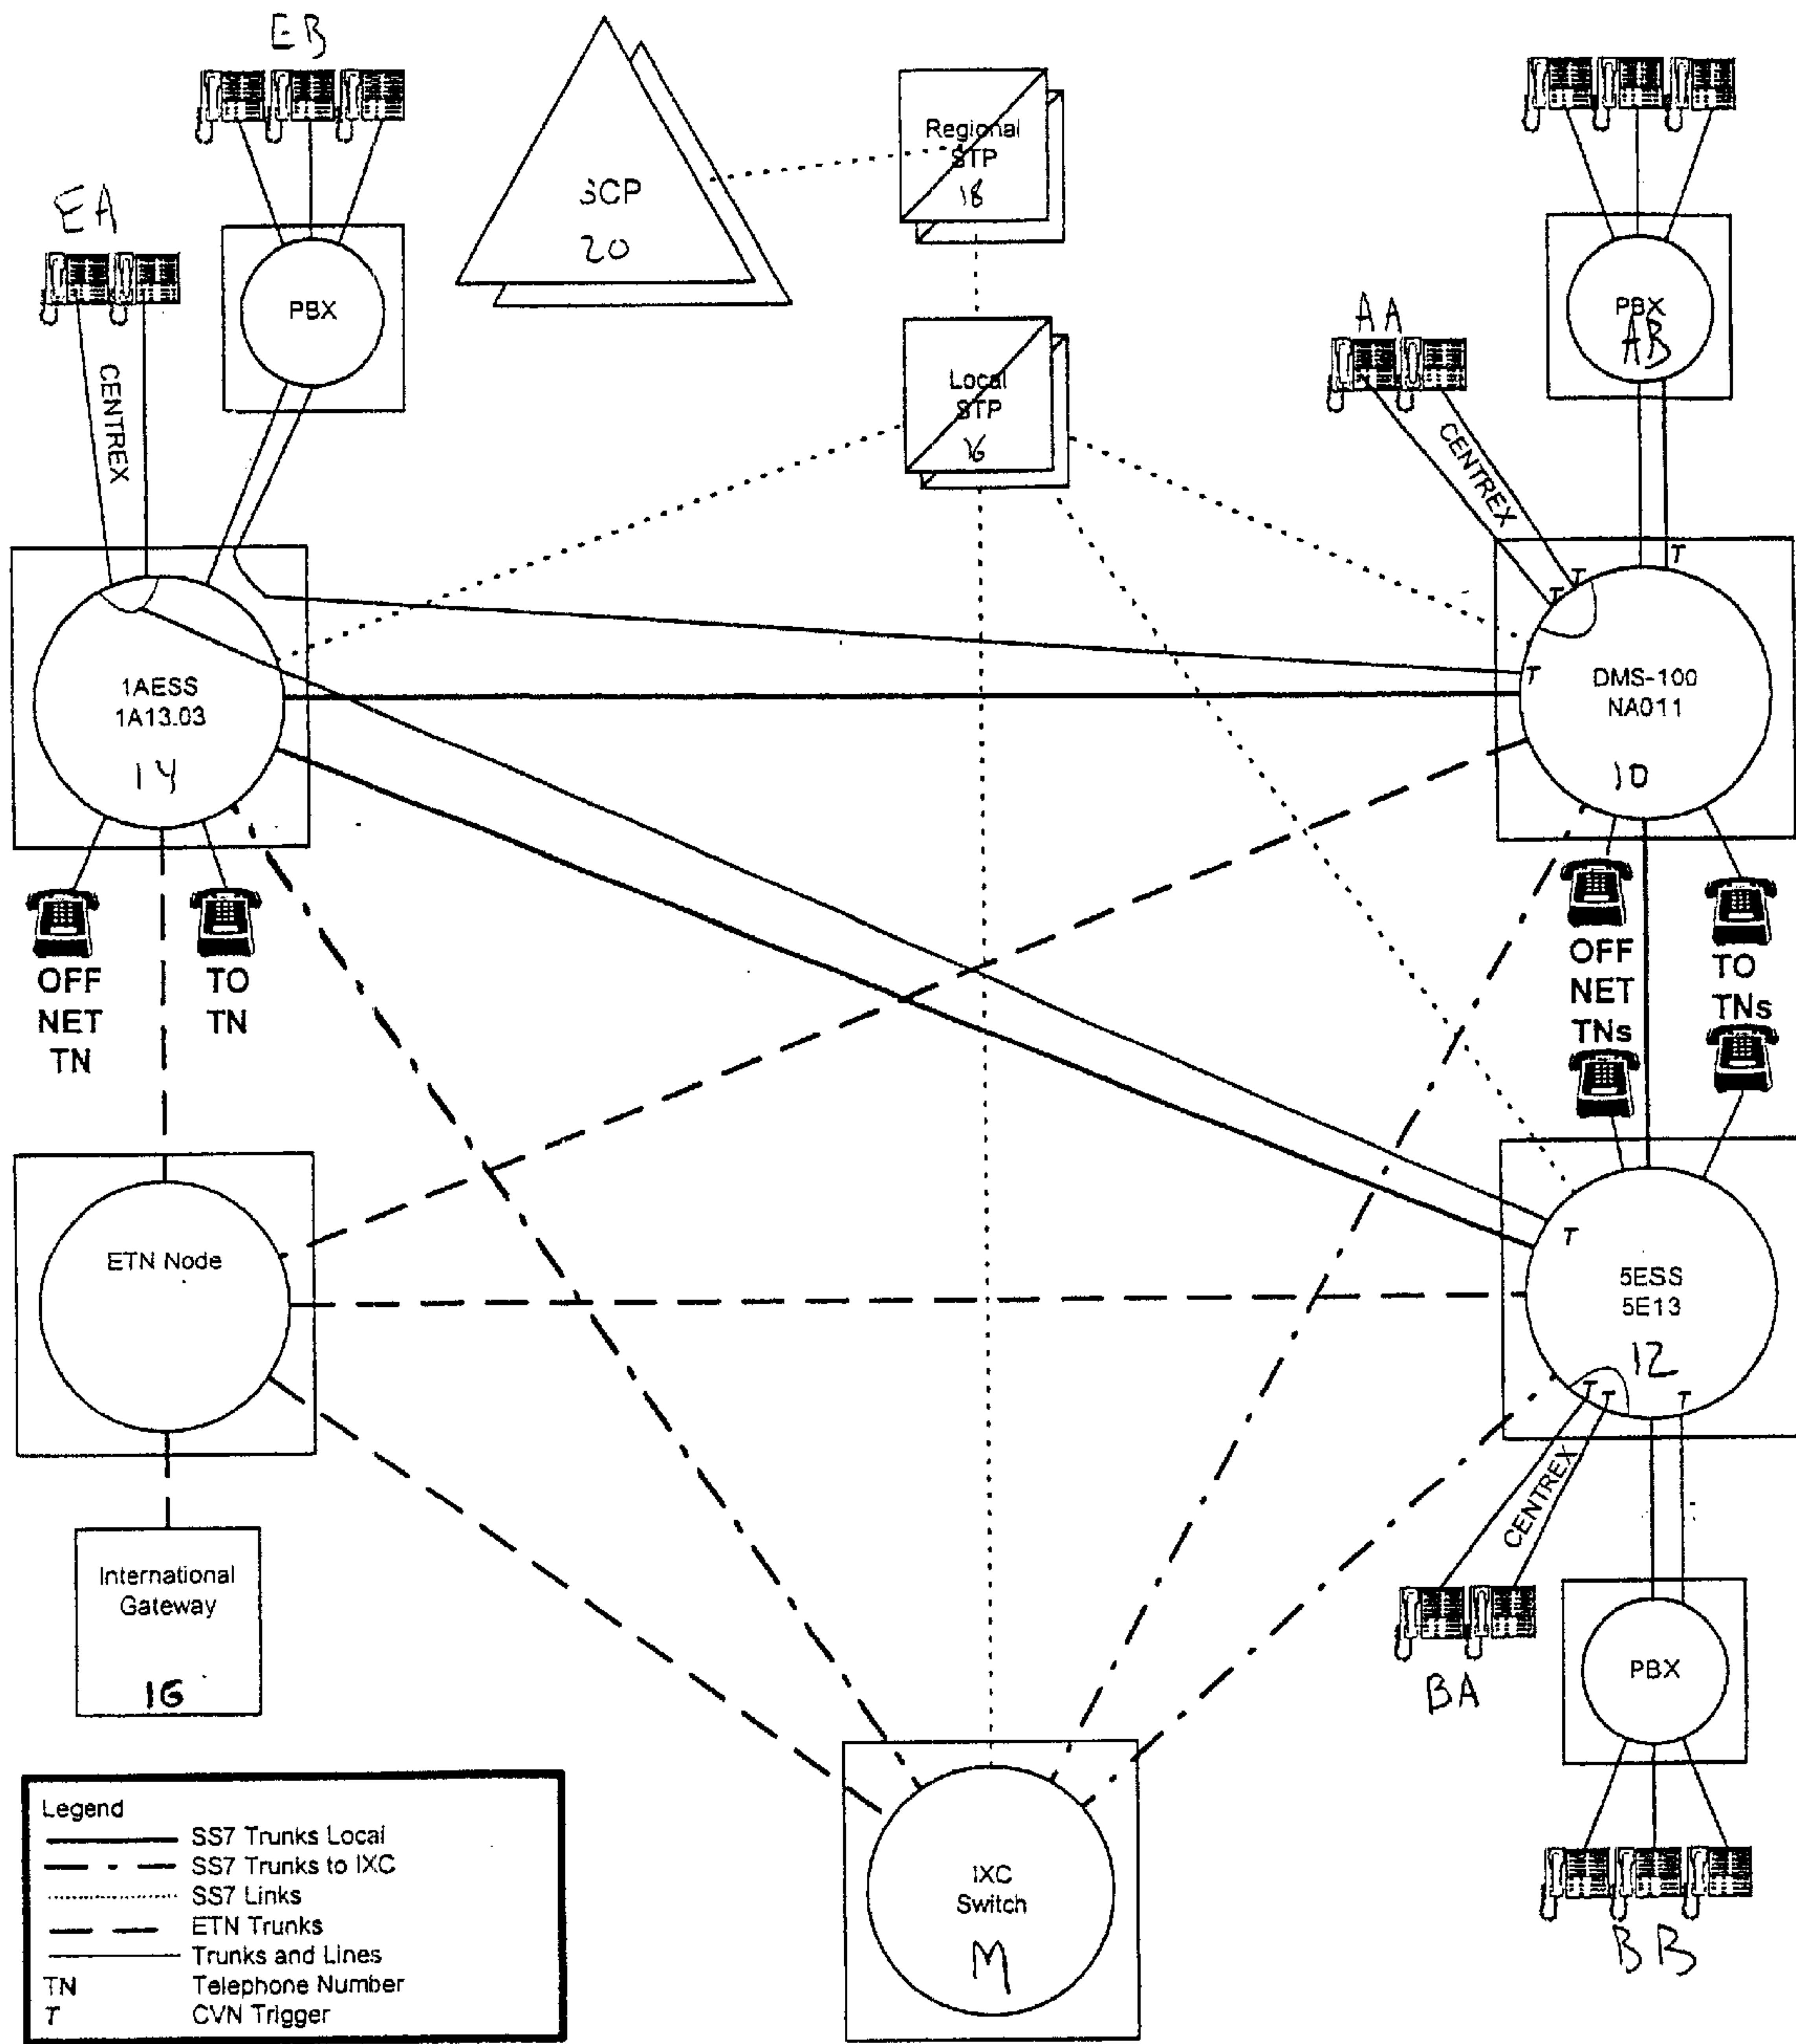 EB
EA
PBX
CENTREX
SCP
20
Regional
STP
18
Local
STP
16
AA
CENTREX
PBX
AB
T
T
T
T
1AESS
1A13.03
14
DMS-100
NA011
10
OFF
NET
TN
TO
TN
OFF
NET
TNs
TO
TNs
ETN Node
T
5ESS
5E13
12
T
T
T
CENTREX
BA
PBX
BB
International
Gateway
16
IXC
Switch
M
Legend
SS7 Trunks Local
SS7 Trunks to IXC
SS7 Links
ETN Trunks
Trunks and Lines
TN Telephone Number
T CVN Trigger